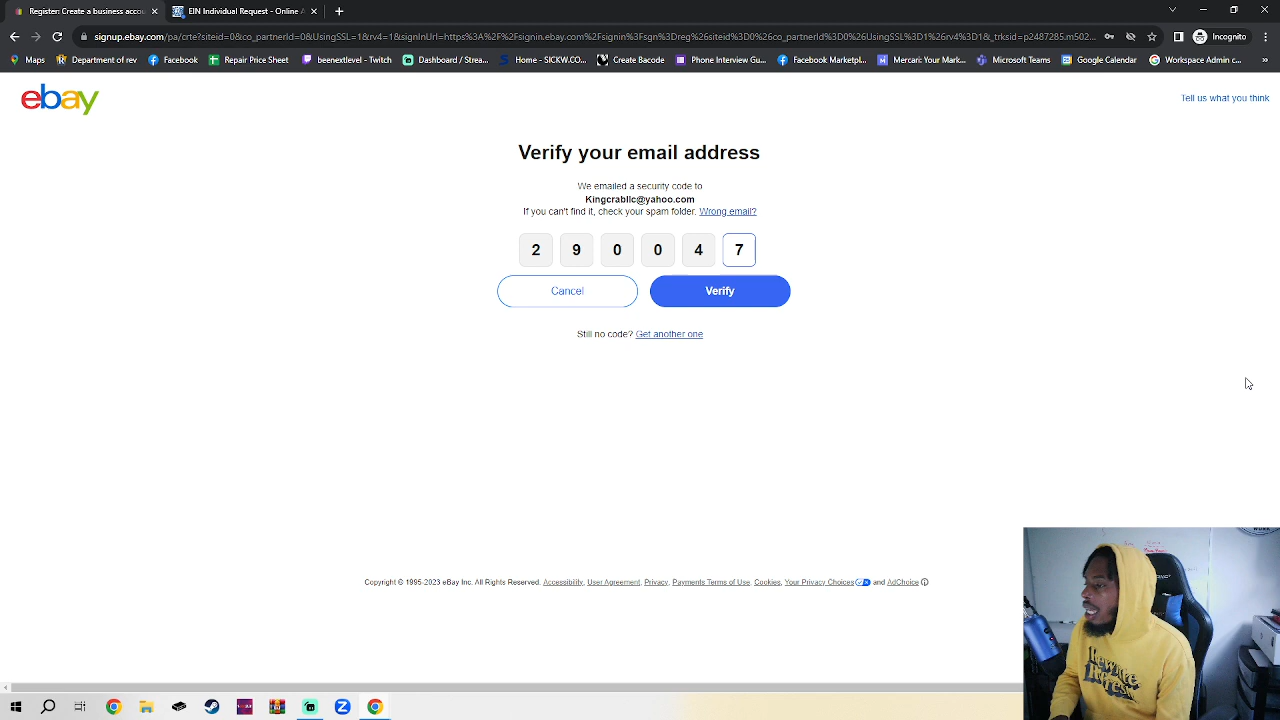 Register: Create a business accou
EIN Individual Request - Online A
signup.ebay.com/pa/crte?siteid=0&co_partnerId=0&UsingSSL=1&rv4=1&signInUrl=https%3A%2F%2Fsignin.ebay.com%2Fsignin%3Fsgn%3Dreg%26siteid%3D0%26co_partnerId%3D0%26UsingSSL%3D1%26rv4%3D1&_trksid=p2487285.m502...
Incognito
Maps
Department of rev
Facebook
Repair Price Sheet
beenextlevel - Twitch
Dashboard / Strea...
Home - SICKW.CO...
Create Barcode
Phone Interview Gu...
Facebook Marketpl...
Mercari: Your Mark...
Microsoft Teams
Google Calendar
Workspace Admin c...
ebay
Tell us what you think
Verify your email address
We emailed a security code to
Kingcrabllc@yahoo.com
If you can't find it, check your spam folder. Wrong email?
2 9 0 0 4 7
Cancel
Verify
Still no code? Get another one
Copyright © 1995-2023 eBay Inc. All Rights Reserved. Accessibility, User Agreement, Privacy, Payments Terms of Use, Cookies, Your Privacy Choices and AdChoice